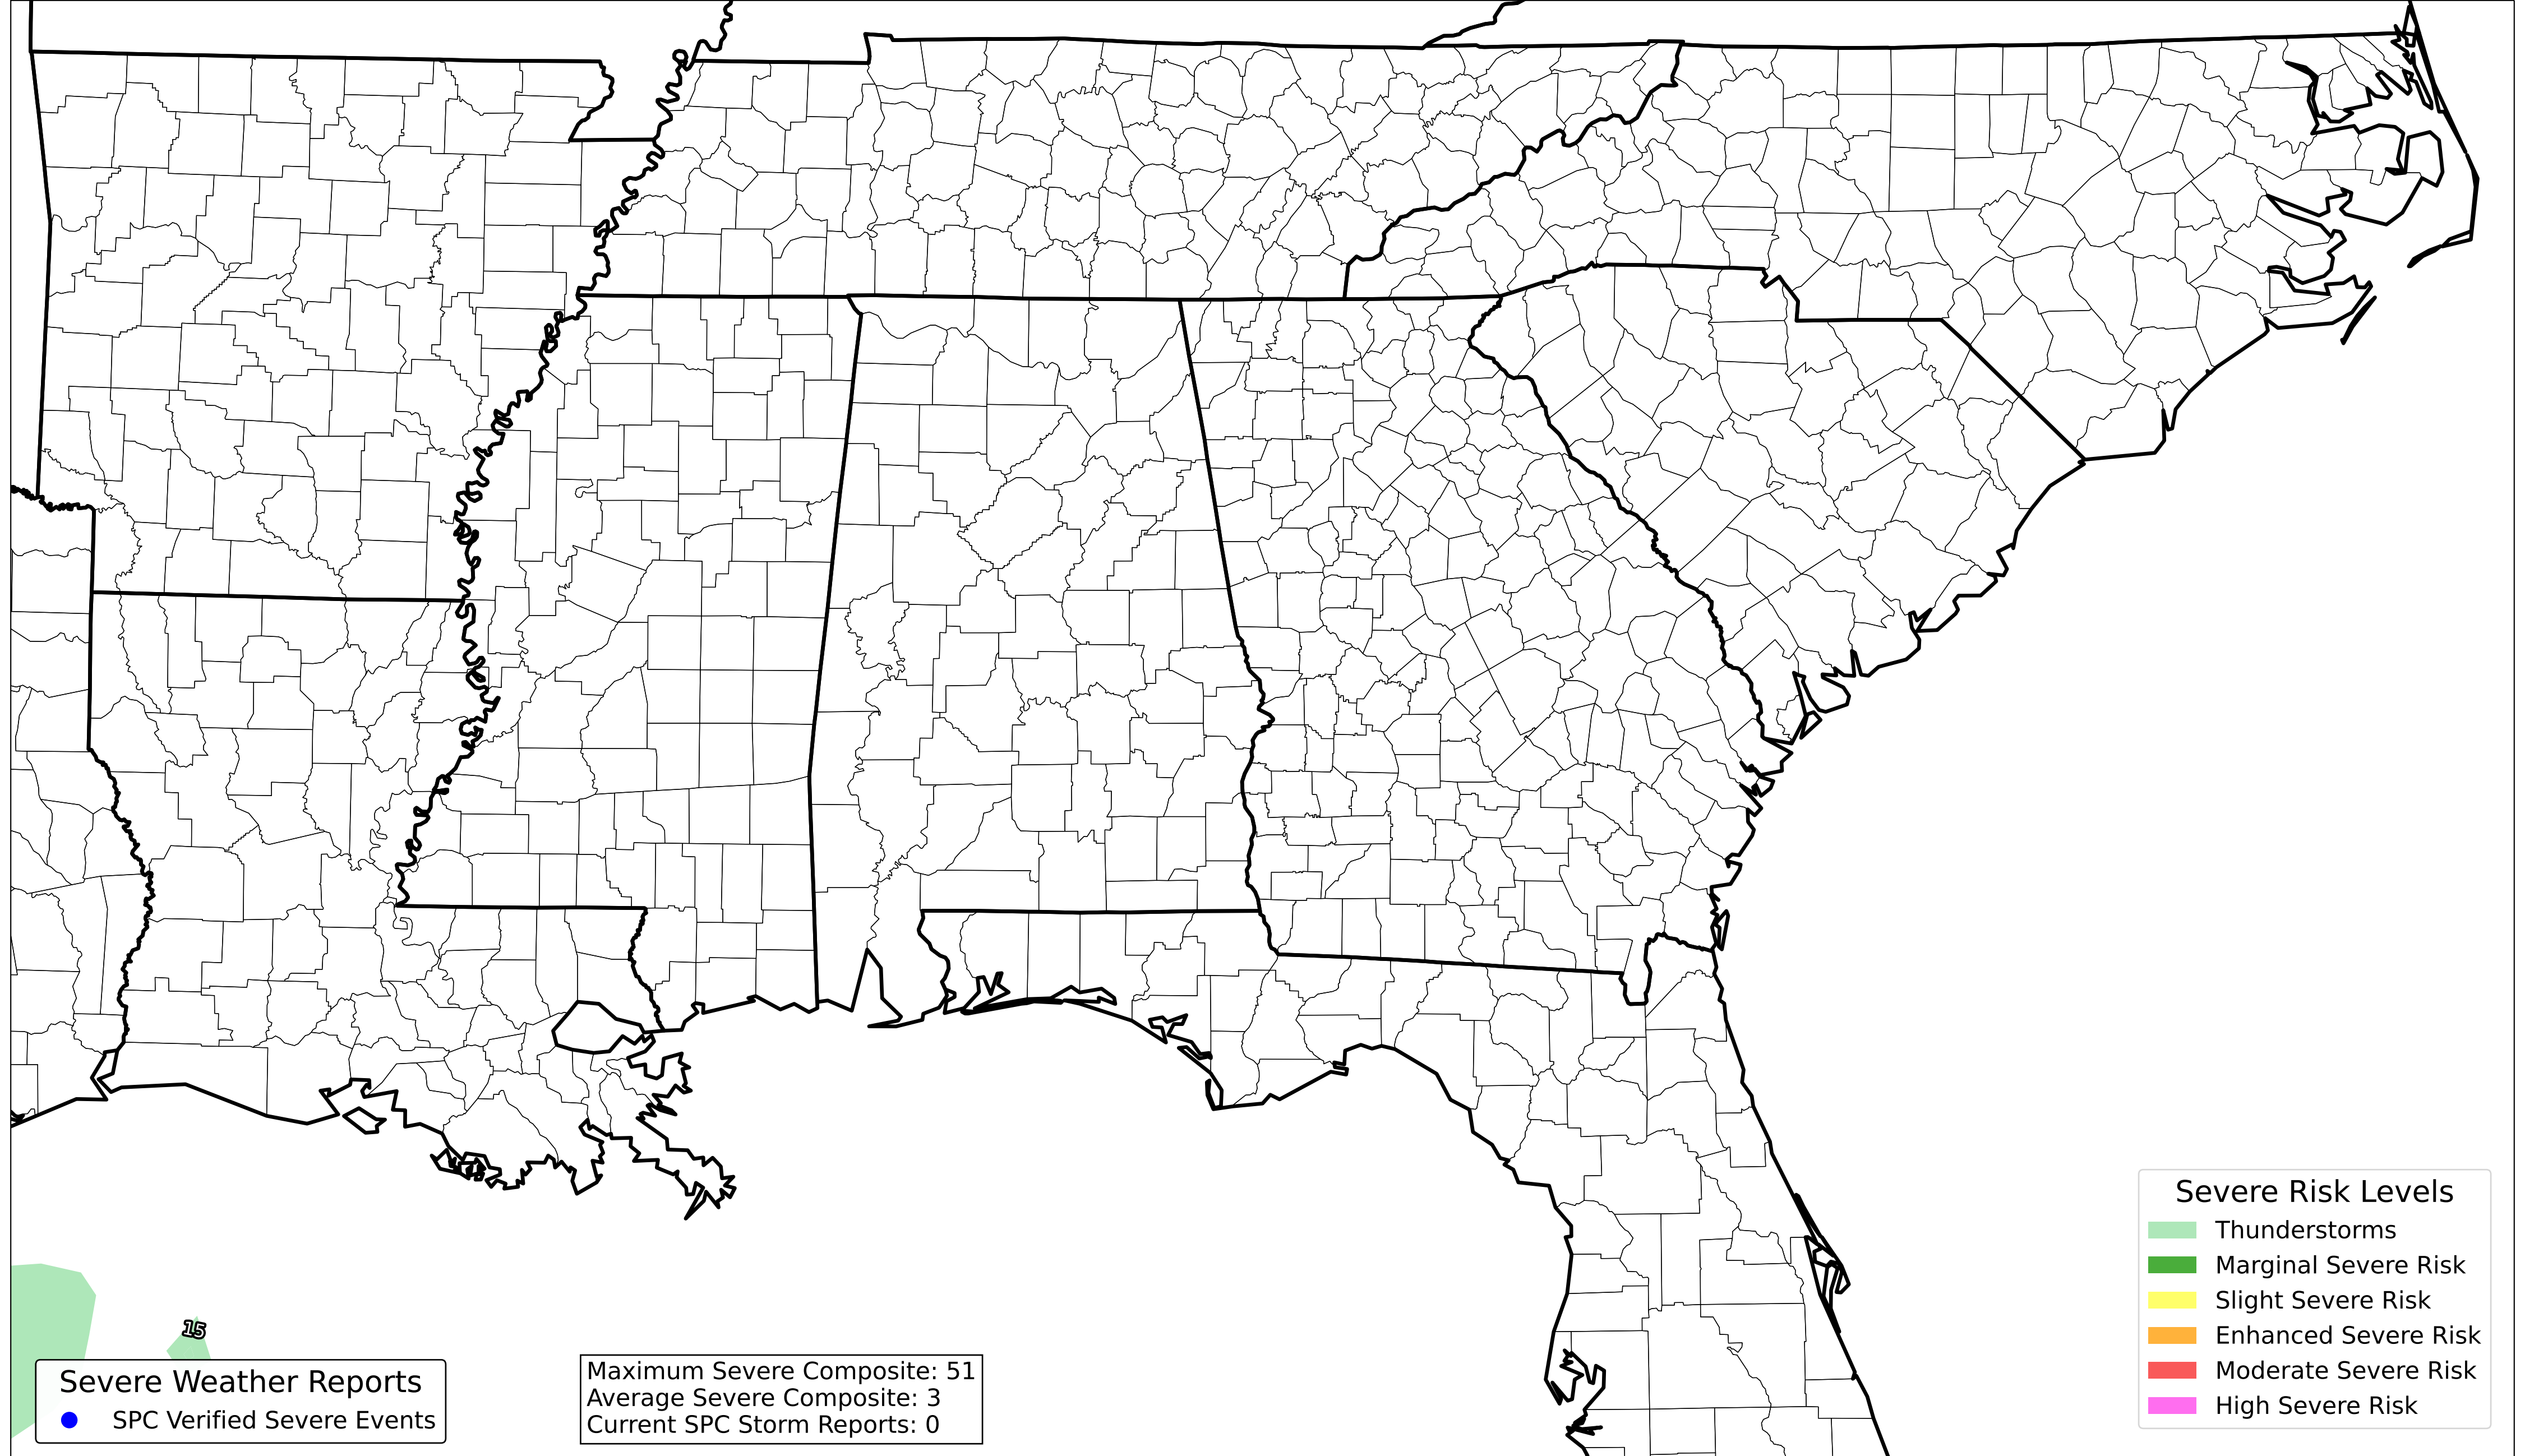 15
Severe Weather Reports
SPC Verified Severe Events
Maximum Severe Composite: 51
Average Severe Composite: 3
Current SPC Storm Reports: 0
Severe Risk Levels
Thunderstorms
Marginal Severe Risk
Slight Severe Risk
Enhanced Severe Risk
Moderate Severe Risk
High Severe Risk